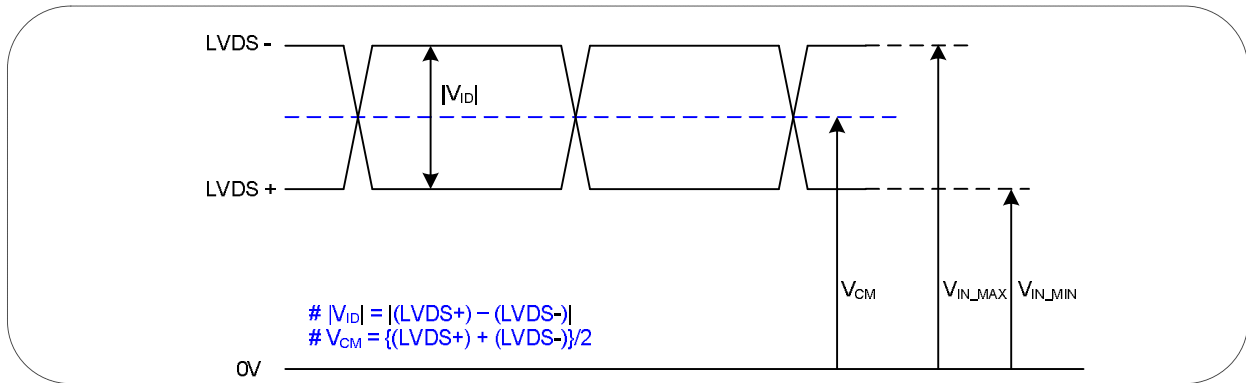 LVDS -
|VID|
LVDS +
VCM
VIN_MAX
VIN_MIN
# |VID| = |(LVDS+) – (LVDS-)|
# VCM = {(LVDS+) + (LVDS-)}/2
0V